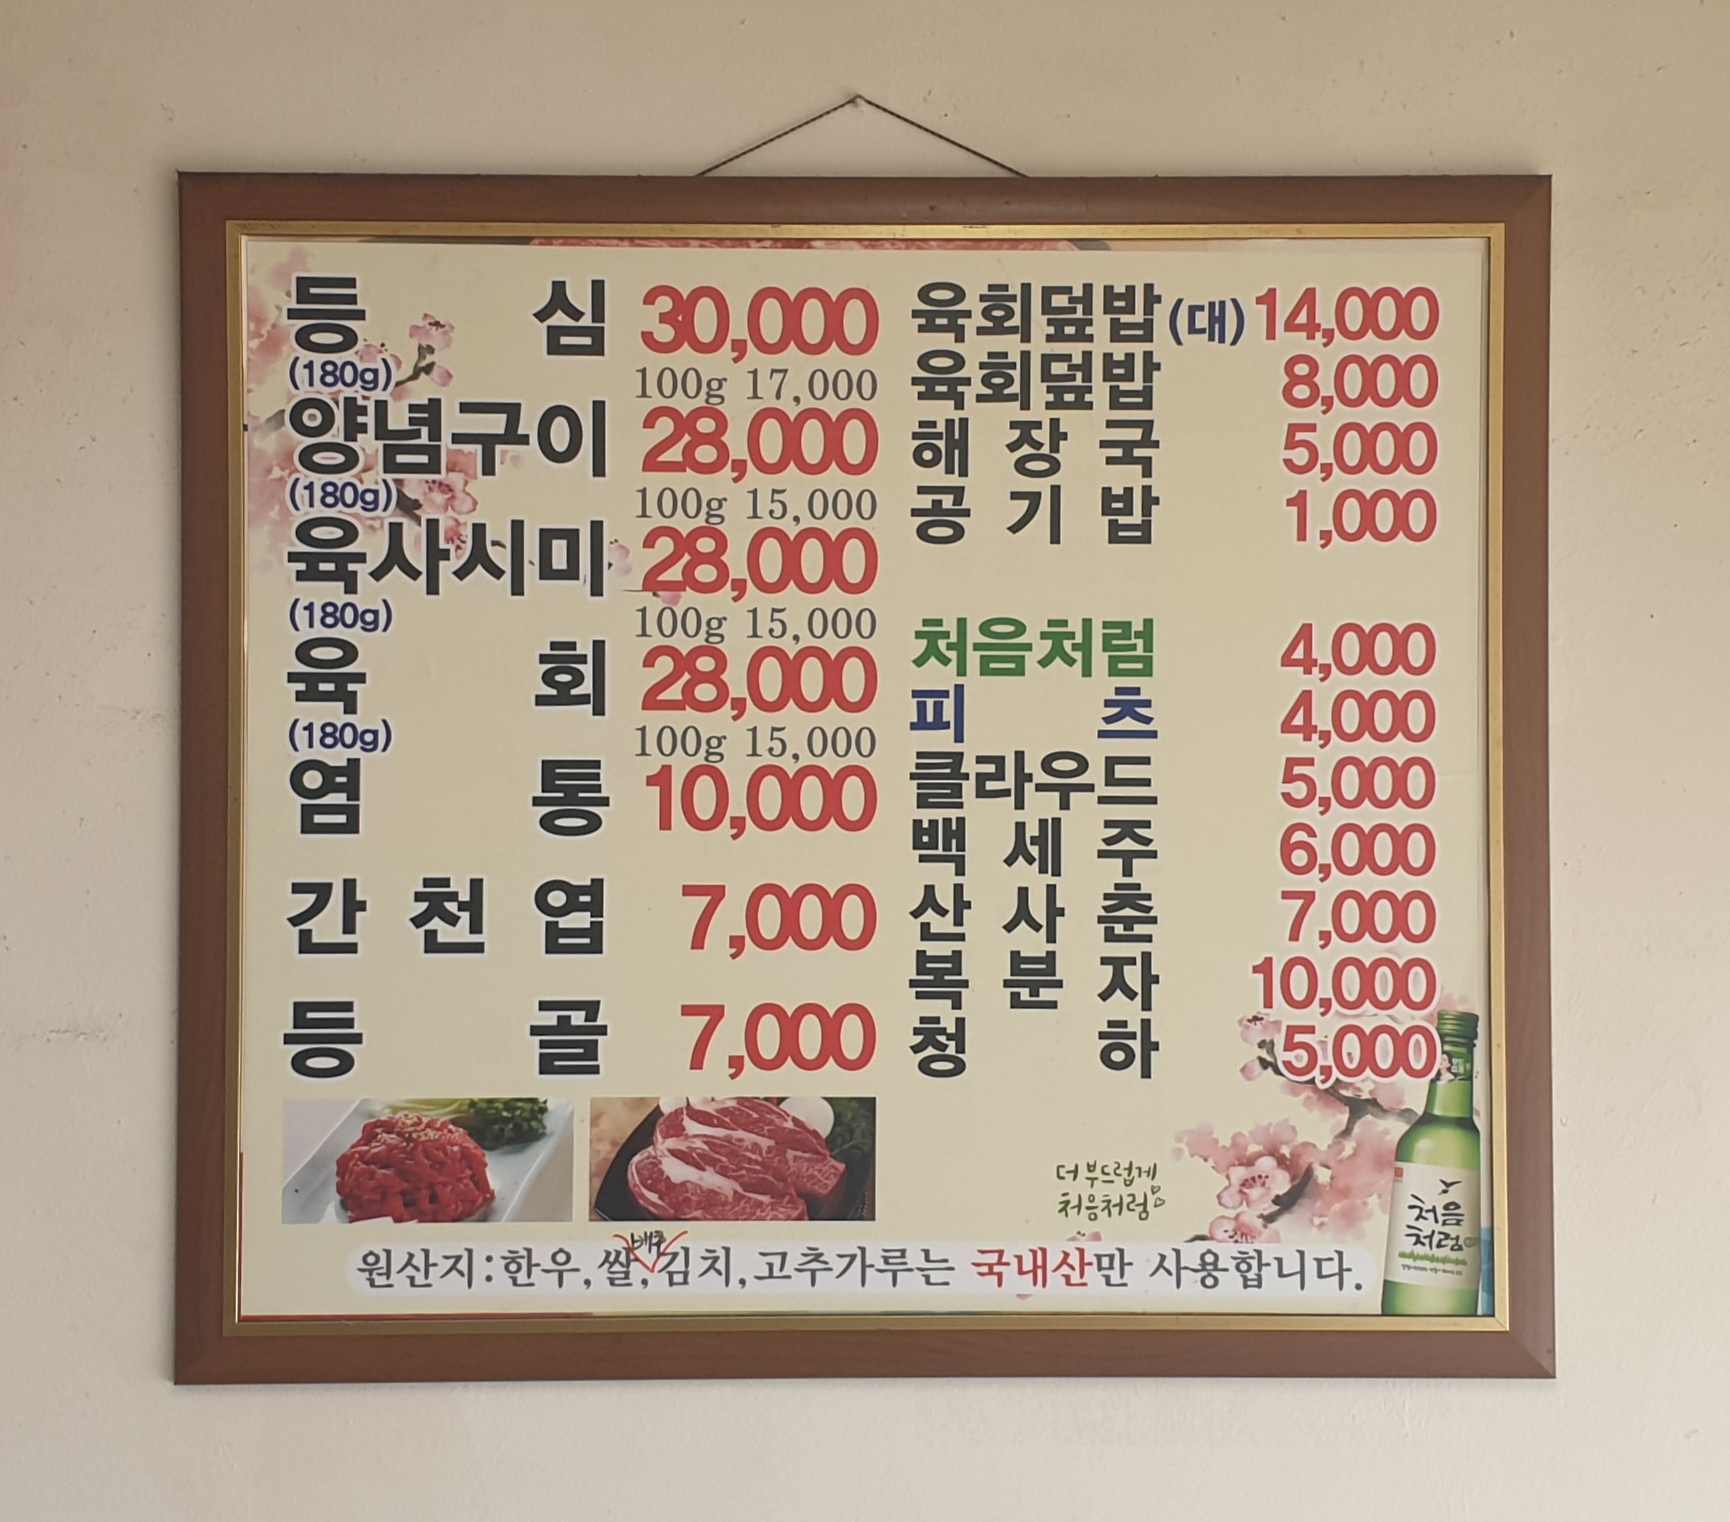 등심 30,000
(180g) 100g 17,000
양념구이 28,000
(180g) 100g 15,000
육사시미 28,000
(180g) 100g 15,000
육회 28,000
(180g) 100g 15,000
염통 10,000
간천엽 7,000
등골 7,000
육회덮밥(대) 14,000
육회덮밥 8,000
해장국 5,000
공기밥 1,000
처음처럼 4,000
피츠 4,000
클라우드 5,000
백세주 6,000
산사춘 7,000
복분자 10,000
청하 5,000
더 부드럽게
처음처럼
처음
처럼
배추
원산지:한우,쌀,김치,고추가루는 국내산만 사용합니다.